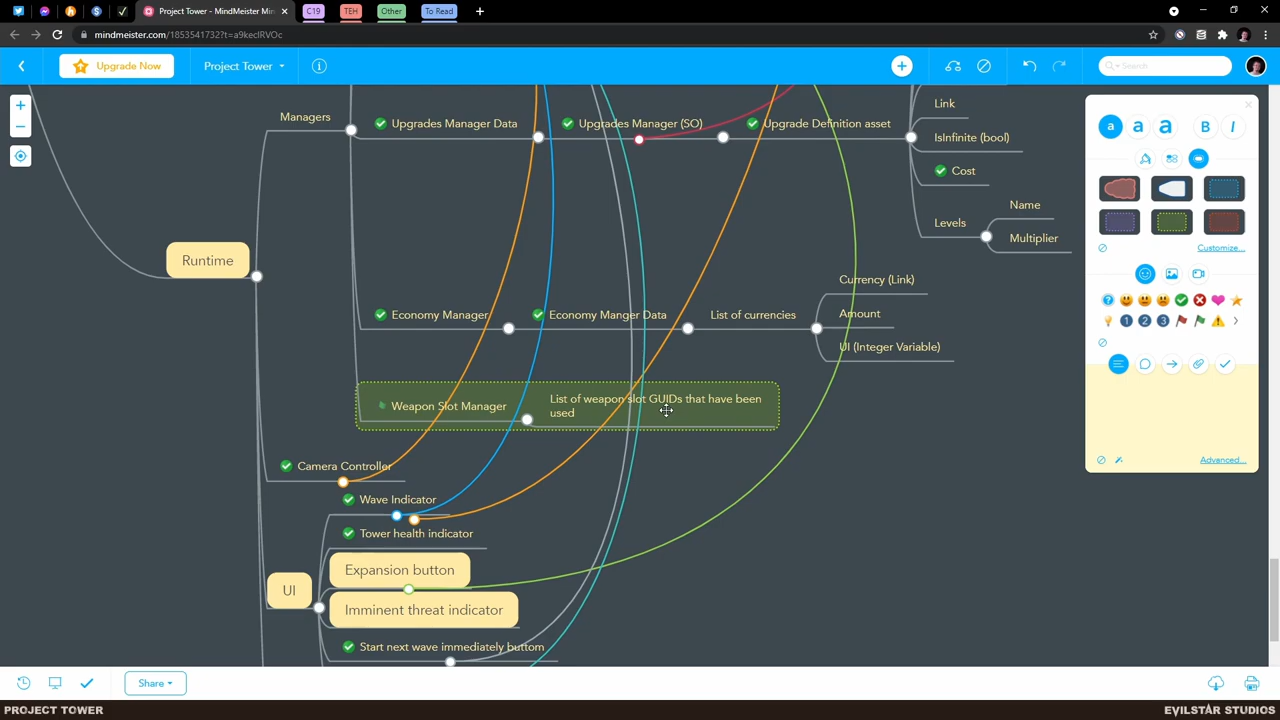 Project Tower - MindMeister Min
C19
TEH
Other
To Read
mindmeister.com/1853541732?t=a9keclRVOc
Upgrade Now
Project Tower
Search
Managers
Upgrades Manager Data
Upgrades Manager (SO)
Upgrade Definition asset
Link
IsInfinite (bool)
Cost
Levels
Name
Multiplier
Runtime
Currency (Link)
Economy Manager
Economy Manger Data
List of currencies
Amount
UI (Integer Variable)
Weapon Slot Manager
List of weapon slot GUIDs that have been
used
Camera Controller
Wave Indicator
Tower health indicator
Expansion button
UI
Imminent threat indicator
Start next wave immediately buttom
a a a B I
Customize...
Advanced...
Share
PROJECT TOWER
EVILSTAR STUDIOS